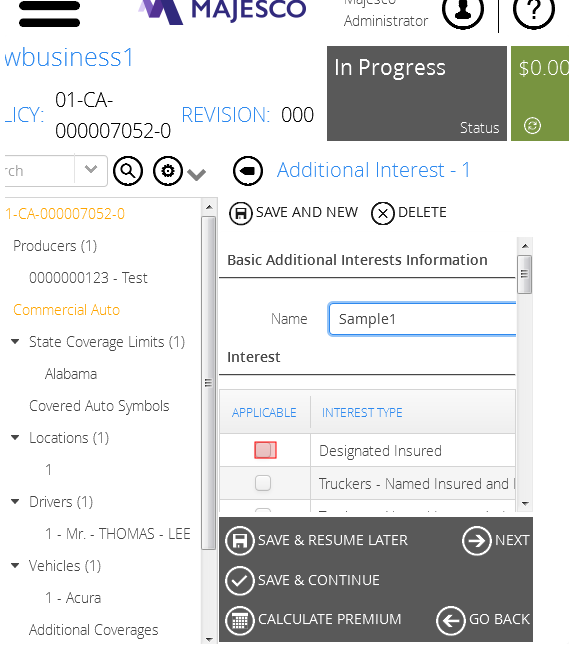 MAJESCO
Majesco
Administrator
?
wbusiness1
In Progress
$0.00
LICY: 01-CA-
000007052-0
REVISION: 000
Status
rch
Additional Interest - 1
1-CA-000007052-0
SAVE AND NEW
DELETE
Producers (1)
Basic Additional Interests Information
0000000123 - Test
Commercial Auto
Name
Sample1
State Coverage Limits (1)
Interest
Alabama
Covered Auto Symbols
APPLICABLE
INTEREST TYPE
Locations (1)
Designated Insured
1
Truckers - Named Insured and
Drivers (1)
1 - Mr. - THOMAS - LEE
SAVE & RESUME LATER
NEXT
Vehicles (1)
SAVE & CONTINUE
1 - Acura
CALCULATE PREMIUM
GO BACK
Additional Coverages